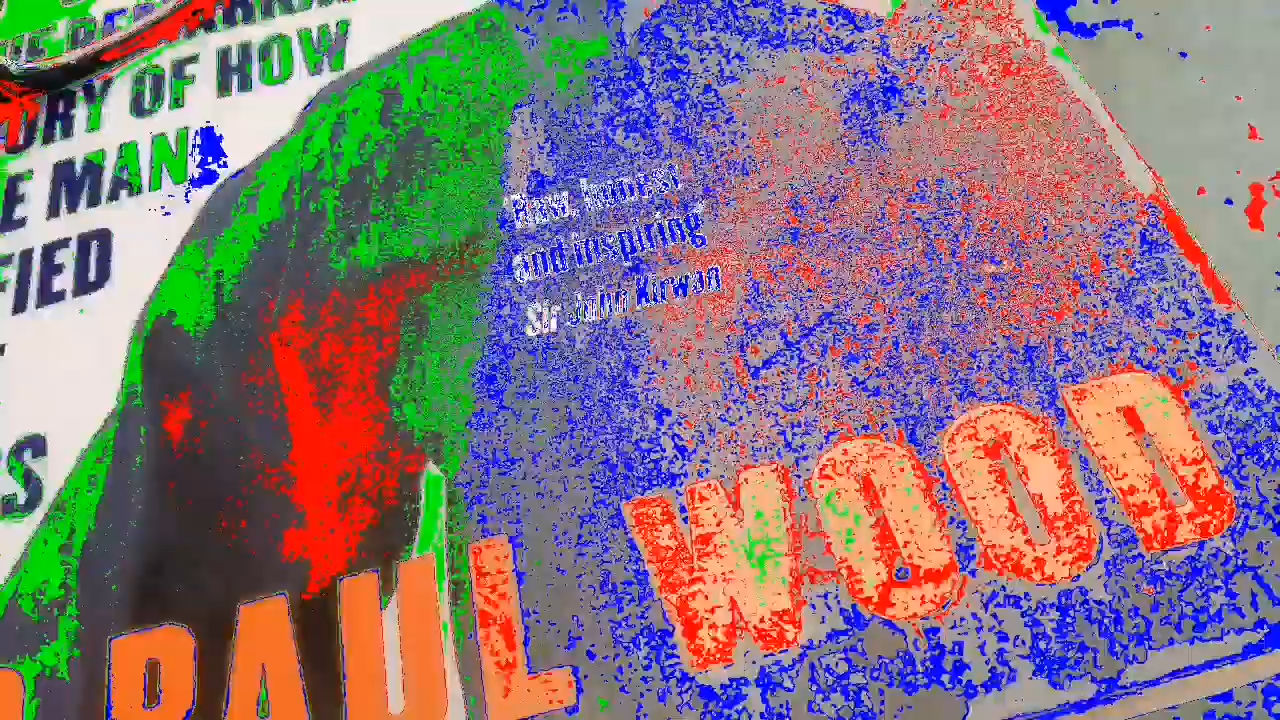 ORY OF HOW
E MAN
FIED
S
Raw, honest
and inspiring
Sir John Kirwan
PAUL WOOD